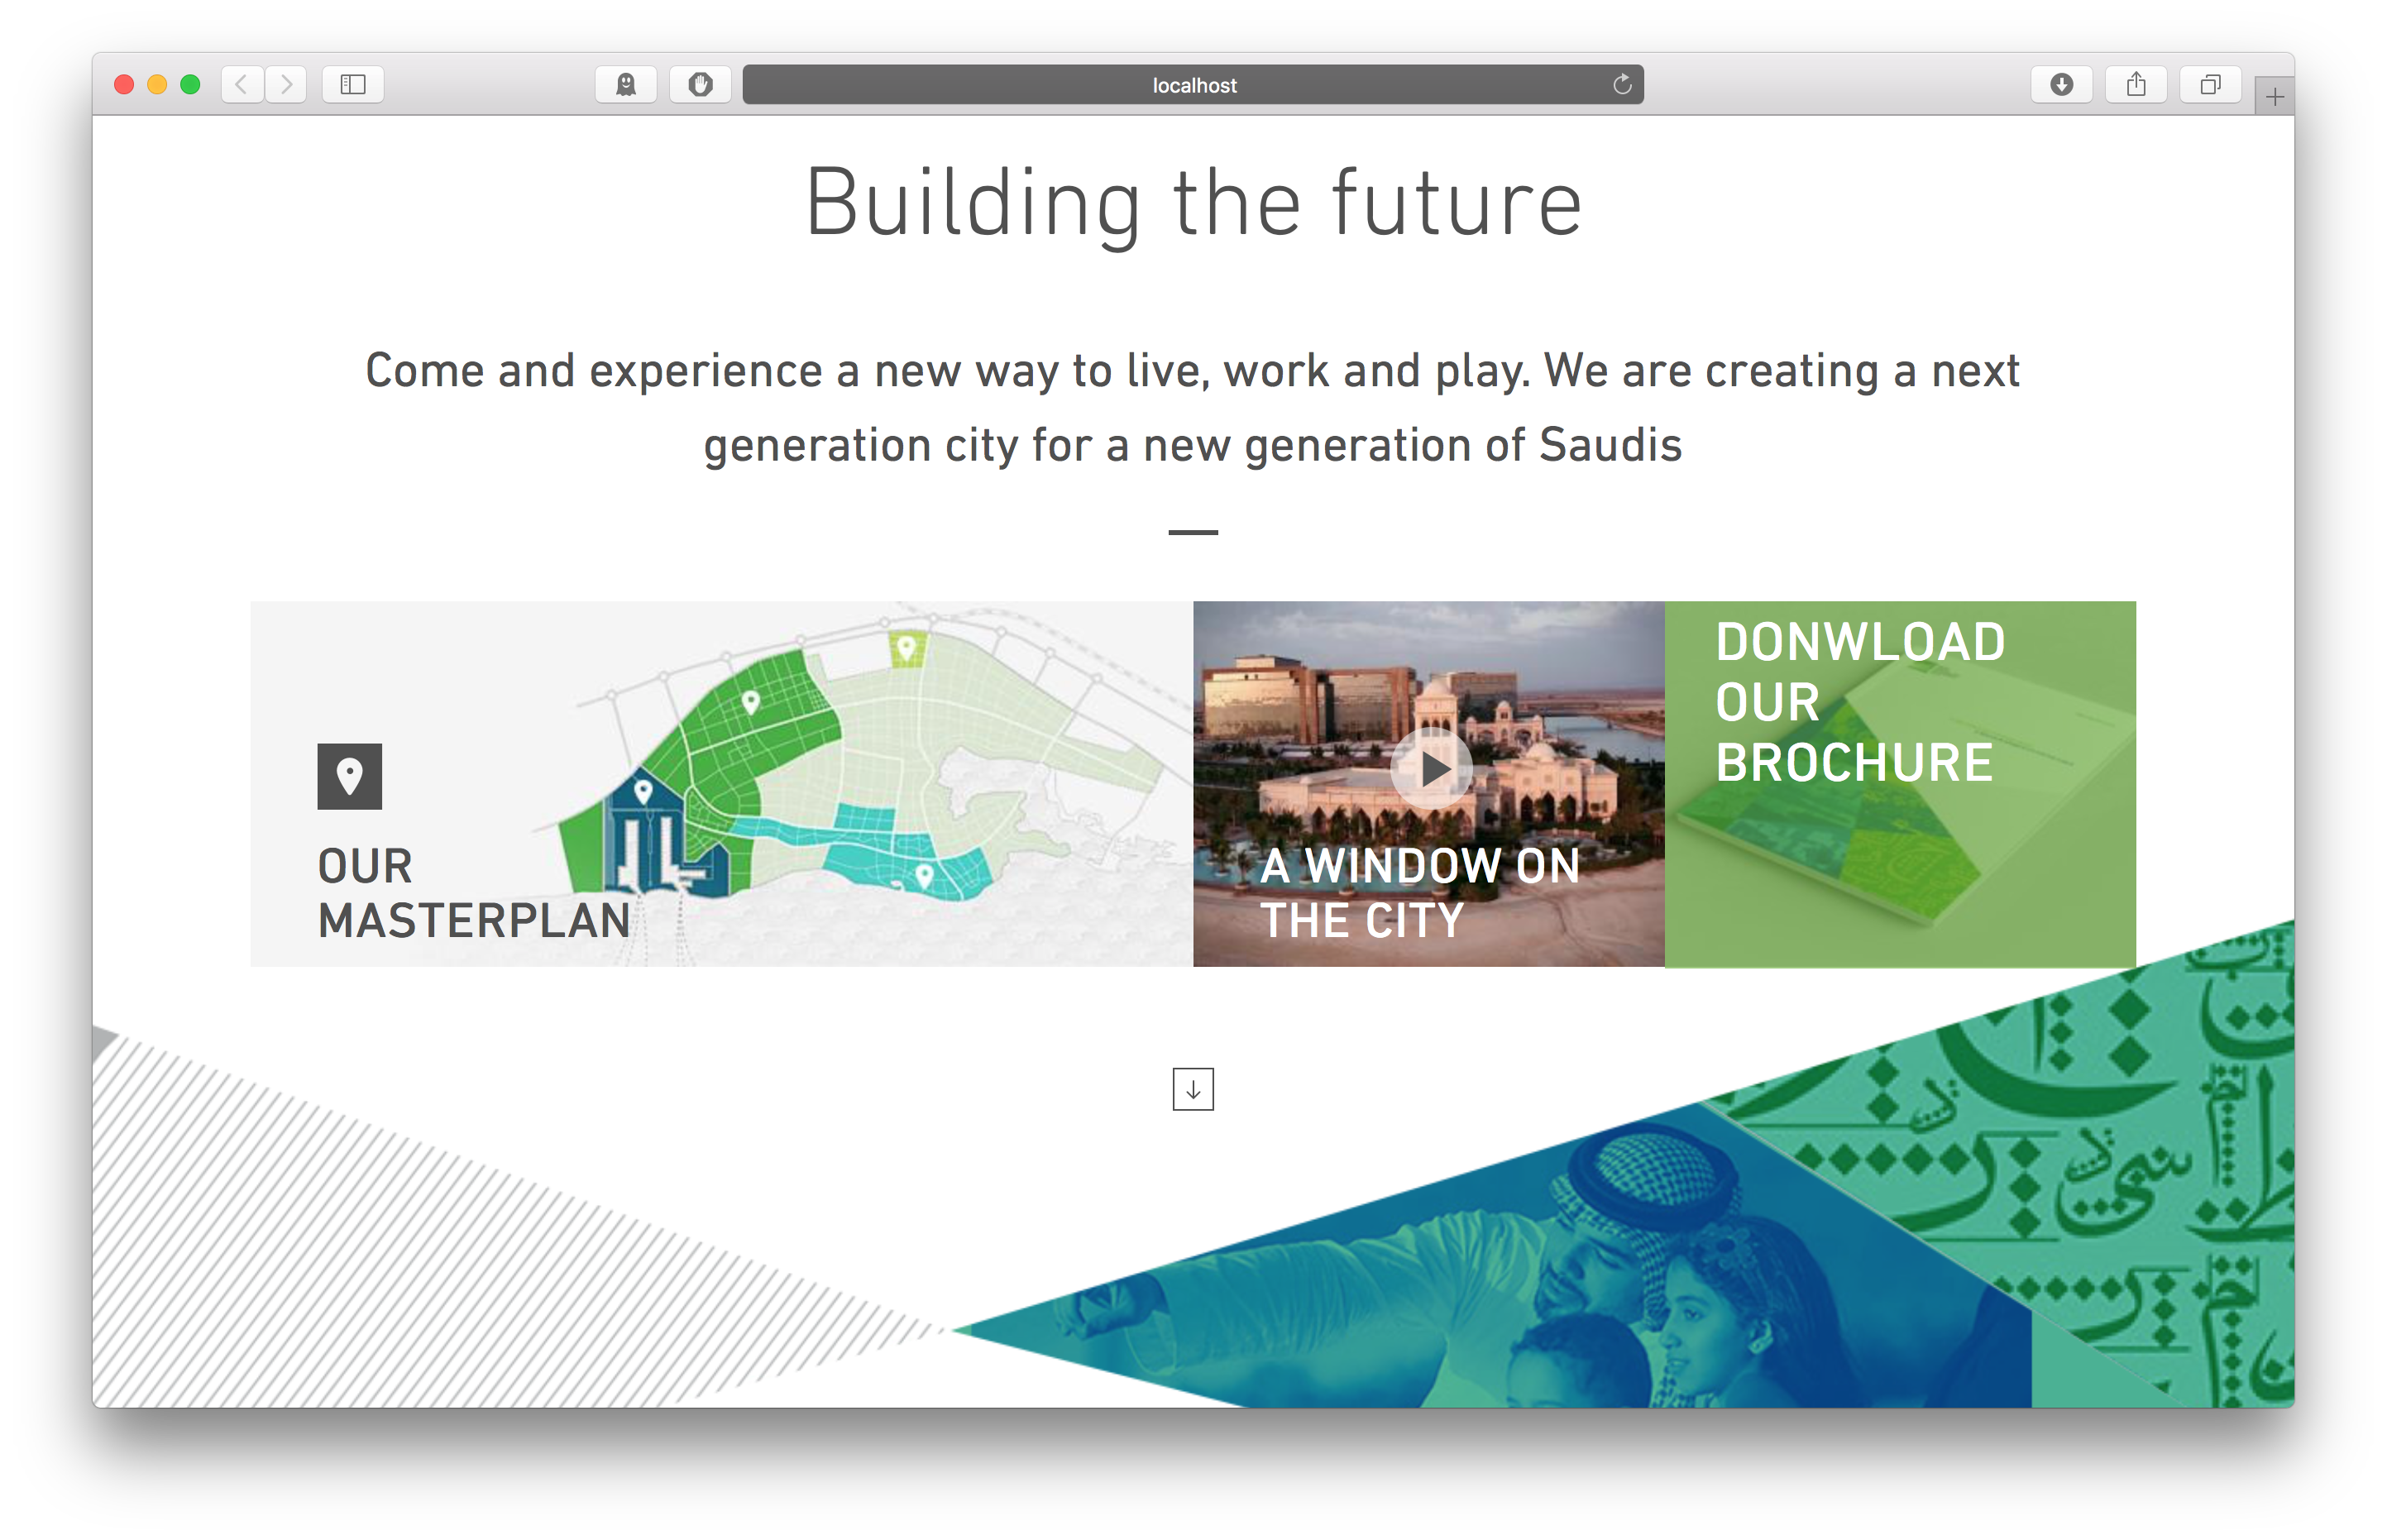 localhost
Building the future
Come and experience a new way to live, work and play. We are creating a next
generation city for a new generation of Saudis
OUR
MASTERPLAN
A WINDOW ON
THE CITY
DONWLOAD
OUR
BROCHURE